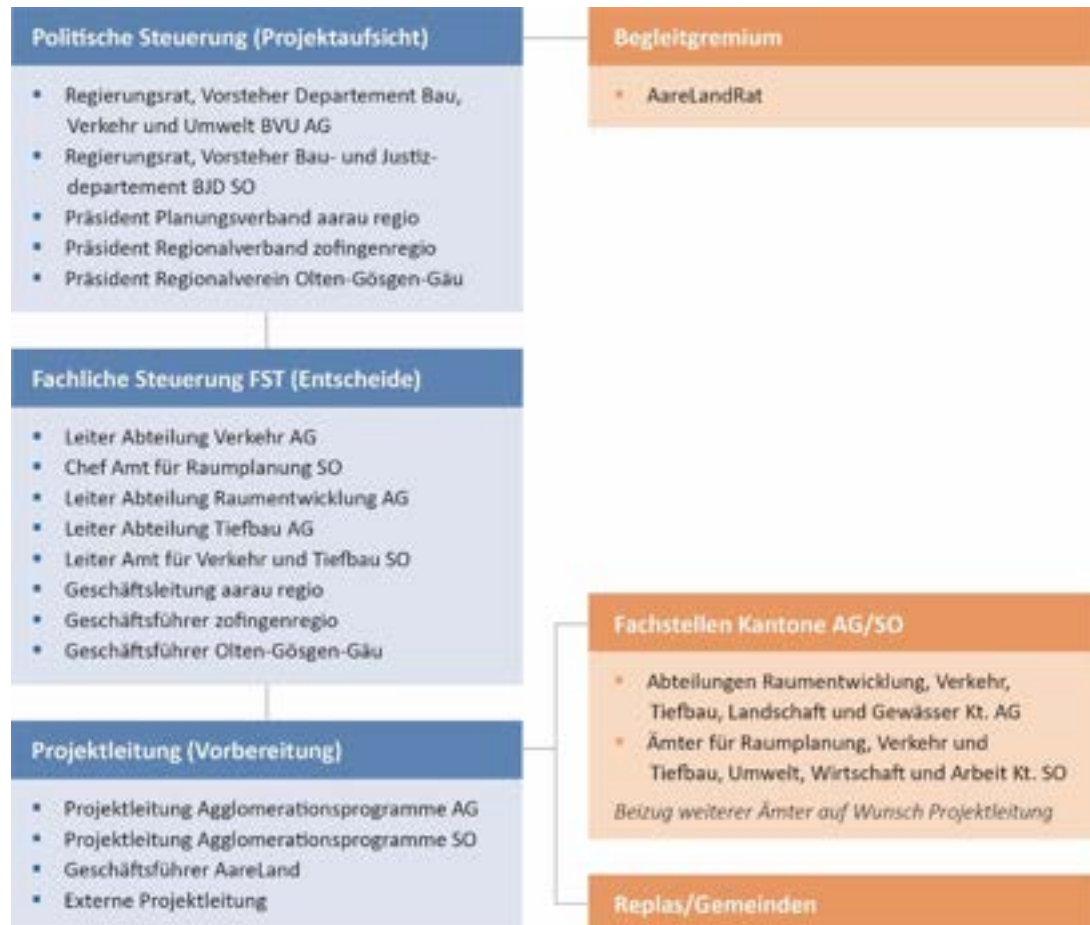 Politische Steuerung (Projektaufsicht)
• Regierungsrat, Vorsteher Departement Bau,
Verkehr und Umwelt BVU AG
• Regierungsrat, Vorsteher Bau- und Justiz-
departement BJD SO
• Präsident Planungsverband aarau regio
• Präsident Regionalverband zofingenregio
• Präsident Regionalverein Olten-Gösgen-Gäu
Begleitgremium
• AareLandRat
Fachliche Steuerung FST (Entscheide)
• Leiter Abteilung Verkehr AG
• Chef Amt für Raumplanung SO
• Leiter Abteilung Raumentwicklung AG
• Leiter Abteilung Tiefbau AG
• Leiter Amt für Verkehr und Tiefbau SO
• Geschäftsleitung aarau regio
• Geschäftsführer zofingenregio
• Geschäftsführer Olten-Gösgen-Gäu
Projektleitung (Vorbereitung)
• Projektleitung Agglomerationsprogramme AG
• Projektleitung Agglomerationsprogramme SO
• Geschäftsführer AareLand
• Externe Projektleitung
Fachstellen Kantone AG/SO
• Abteilungen Raumentwicklung, Verkehr,
Tiefbau, Landschaft und Gewässer Kt. AG
• Ämter für Raumplanung, Verkehr und
Tiefbau, Umwelt, Wirtschaft und Arbeit Kt. SO
Beizug weiterer Ämter auf Wunsch Projektleitung
Replas/Gemeinden